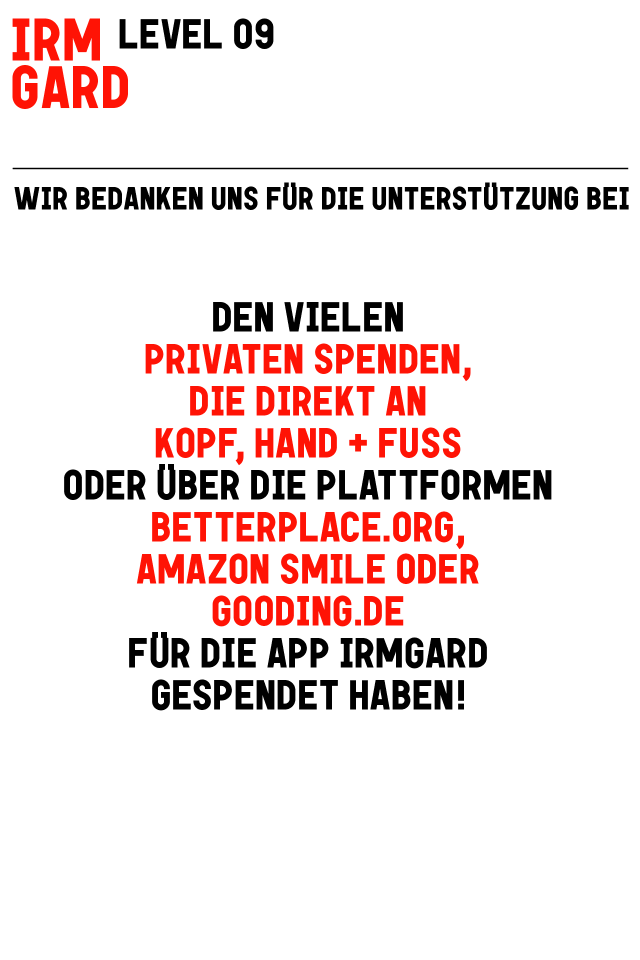 IRM
GARD
LEVEL 09
WIR BEDANKEN UNS FÜR DIE UNTERSTÜTZUNG BEI
DEN VIELEN
PRIVATEN SPENDEN,
DIE DIREKT AN
KOPF, HAND + FUSS
ODER ÜBER DIE PLATTFORMEN
BETTERPLACE.ORG,
AMAZON SMILE ODER
GOODING.DE
FÜR DIE APP IRMGARD
GESPENDET HABEN!